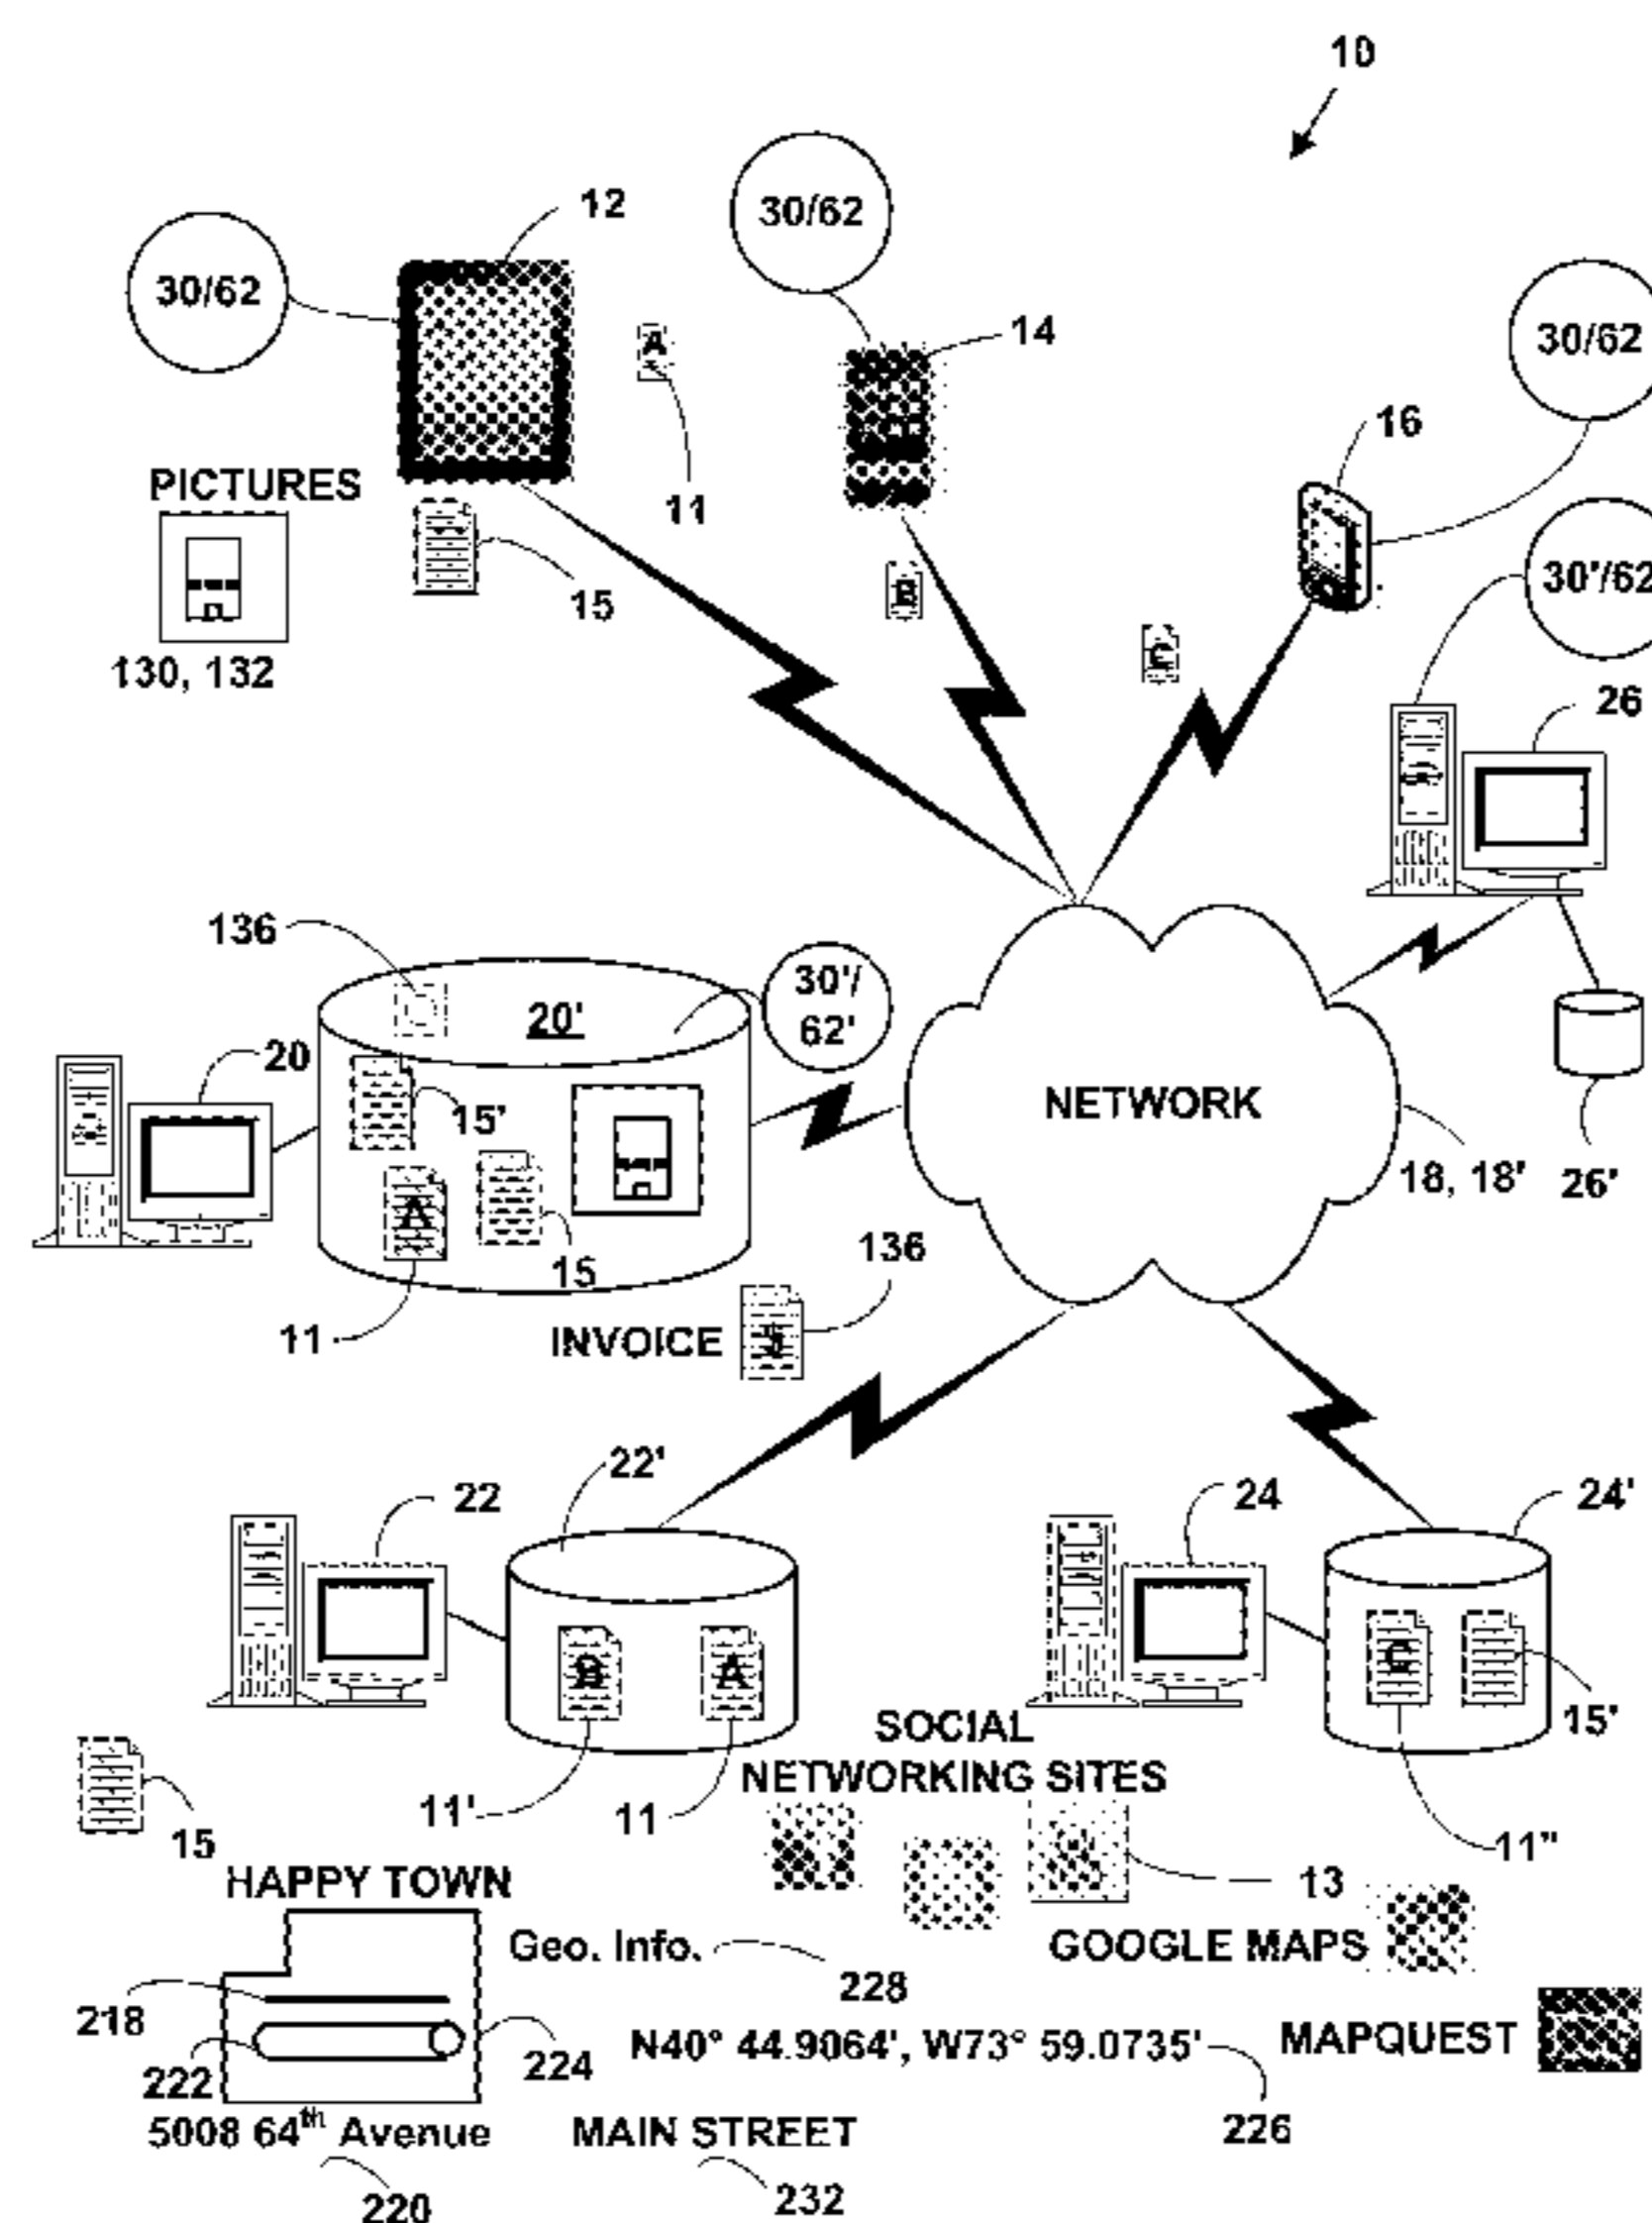 10
12
30/62
30/62
14
30/62
A
16
PICTURES
11
15
B
30'/62
130, 132
C
26
136
30'/
62'
20'
20
NETWORK
15'
18, 18'
26'
A
15
136
11
INVOICE
22'
22
24
24'
B
A
C
15'
SOCIAL
NETWORKING SITES
11'
11
15
11"
13
HAPPY TOWN
Geo. Info.
GOOGLE MAPS
228
218
N40° 44.9064', W73° 59.0735'
MAPQUEST
224
222
226
5008 64th Avenue
MAIN STREET
220
232